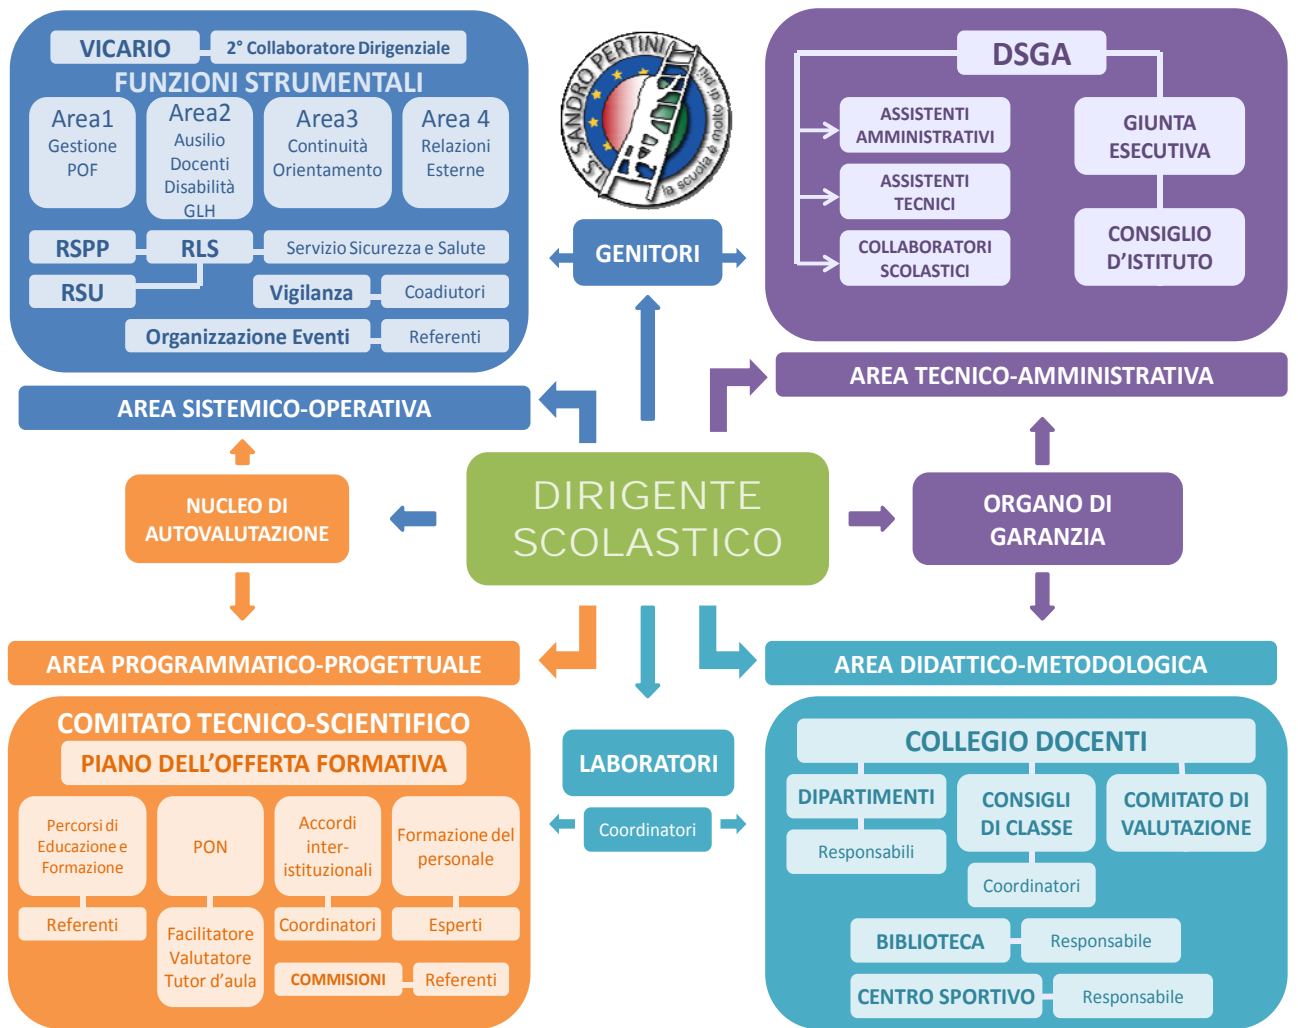 VICARIO
2° Collaboratore Dirigenziale
FUNZIONI STRUMENTALI
Area1
Gestione
POF
Area2
Ausilio
Docenti
Disabilità
GLH
Area3
Continuità
Orientamento
Area 4
Relazioni
Esterne
RSPP
RLS
Servizio Sicurezza e Salute
RSU
Vigilanza
Coadiutori
Organizzazione Eventi
Referenti
AREA SISTEMICO-OPERATIVA
I.S. SANDRO PERTINI
la scuola è molto di più
GENITORI
DSGA
ASSISTENTI
AMMINISTRATIVI
ASSISTENTI
TECNICI
COLLABORATORI
SCOLASTICI
GIUNTA
ESECUTIVA
CONSIGLIO
D'ISTITUTO
AREA TECNICO-AMMINISTRATIVA
NUCLEO DI
AUTOVALUTAZIONE
DIRIGENTE
SCOLASTICO
ORGANO DI
GARANZIA
AREA PROGRAMMATICO-PROGETTUALE
COMITATO TECNICO-SCIENTIFICO
PIANO DELL'OFFERTA FORMATIVA
Percorsi di
Educazione e
Formazione
PON
Accordi
inter-
istituzionali
Formazione del
personale
Referenti
Facilitatore
Valutatore
Tutor d'aula
Coordinatori
Esperti
COMMISIONI
Referenti
LABORATORI
Coordinatori
AREA DIDATTICO-METODOLOGICA
COLLEGIO DOCENTI
DIPARTIMENTI
Responsabili
CONSIGLI
DI CLASSE
Coordinatori
COMITATO DI
VALUTAZIONE
BIBLIOTECA
Responsabile
CENTRO SPORTIVO
Responsabile